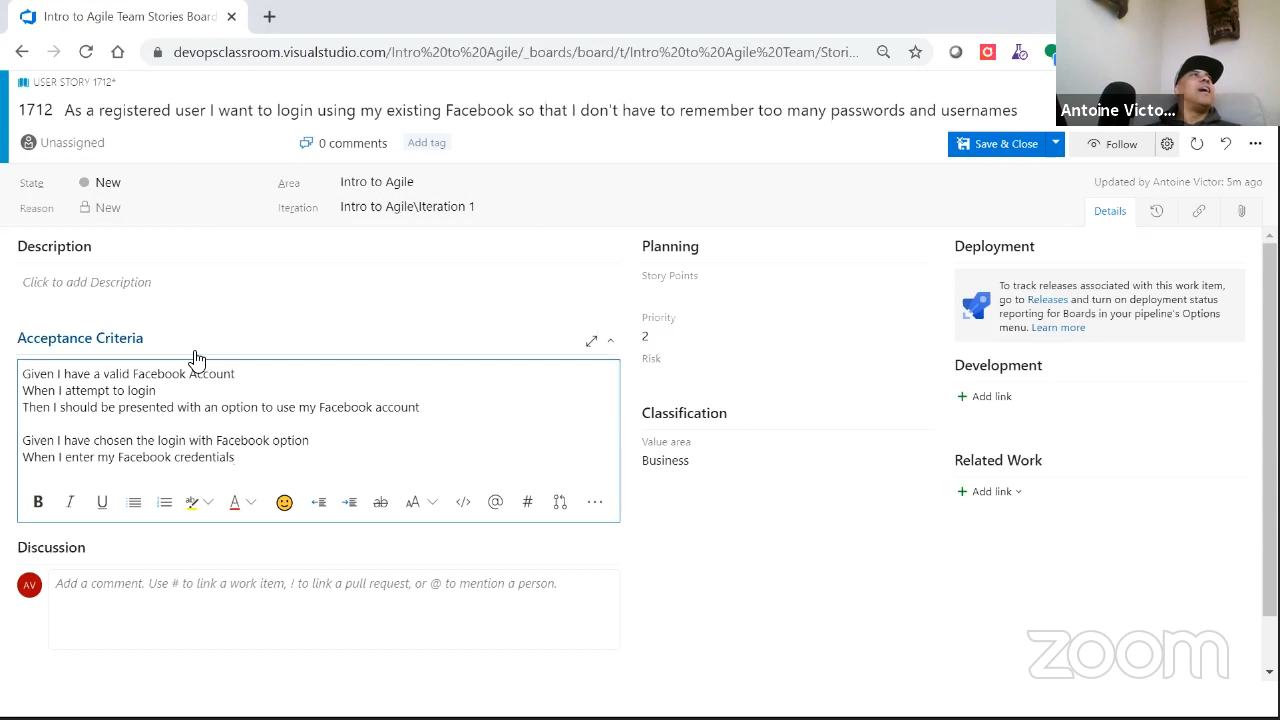 Intro to Agile Team Stories Board
devopsclassroom.visualstudio.com/Intro%20to%20Agile/_boards/board/t/Intro%20to%20Agile%20Team/Stori...
USER STORY 1712*
1712 As a registered user I want to login using my existing Facebook so that I don't have to remember too many passwords and usernames
Antoine Victo...
Unassigned
0 comments
Add tag
Save & Close
Follow
State
New
Area
Intro to Agile
Updated by Antoine Victor: 5m ago
Reason
New
Iteration
Intro to Agile\Iteration 1
Details
Description
Click to add Description
Acceptance Criteria
Given I have a valid Facebook Account
When I attempt to login
Then I should be presented with an option to use my Facebook account
Given I have chosen the login with Facebook option
When I enter my Facebook credentials
B I U ab A ab AA </> @ # ...
Discussion
AV
Add a comment. Use # to link a work item, ! to link a pull request, or @ to mention a person.
Planning
Story Points
Priority
2
Risk
Classification
Value area
Business
Deployment
To track releases associated with this work item,
go to Releases and turn on deployment status
reporting for Boards in your pipeline's Options
menu. Learn more
Development
+ Add link
Related Work
+ Add link
zoom